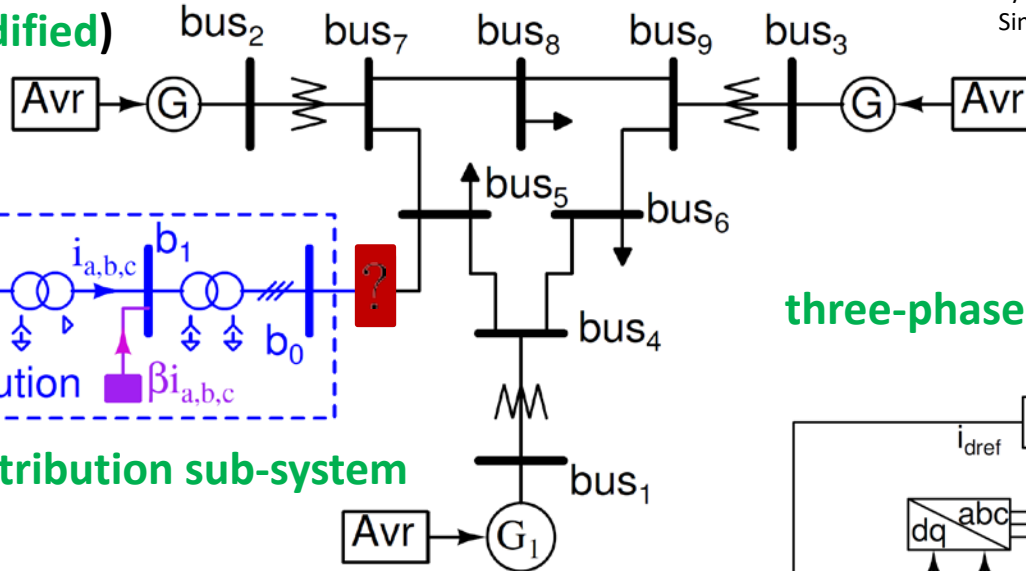 dified)
Sin
bus2 bus7 bus8 bus9 bus3
Avr G G Avr
bus5
bus6
ia,b,c b1
?
three-phase
bus4
b0
ution βia,b,c
idref
tribution sub-system
bus1
abc
dq
Avr G1